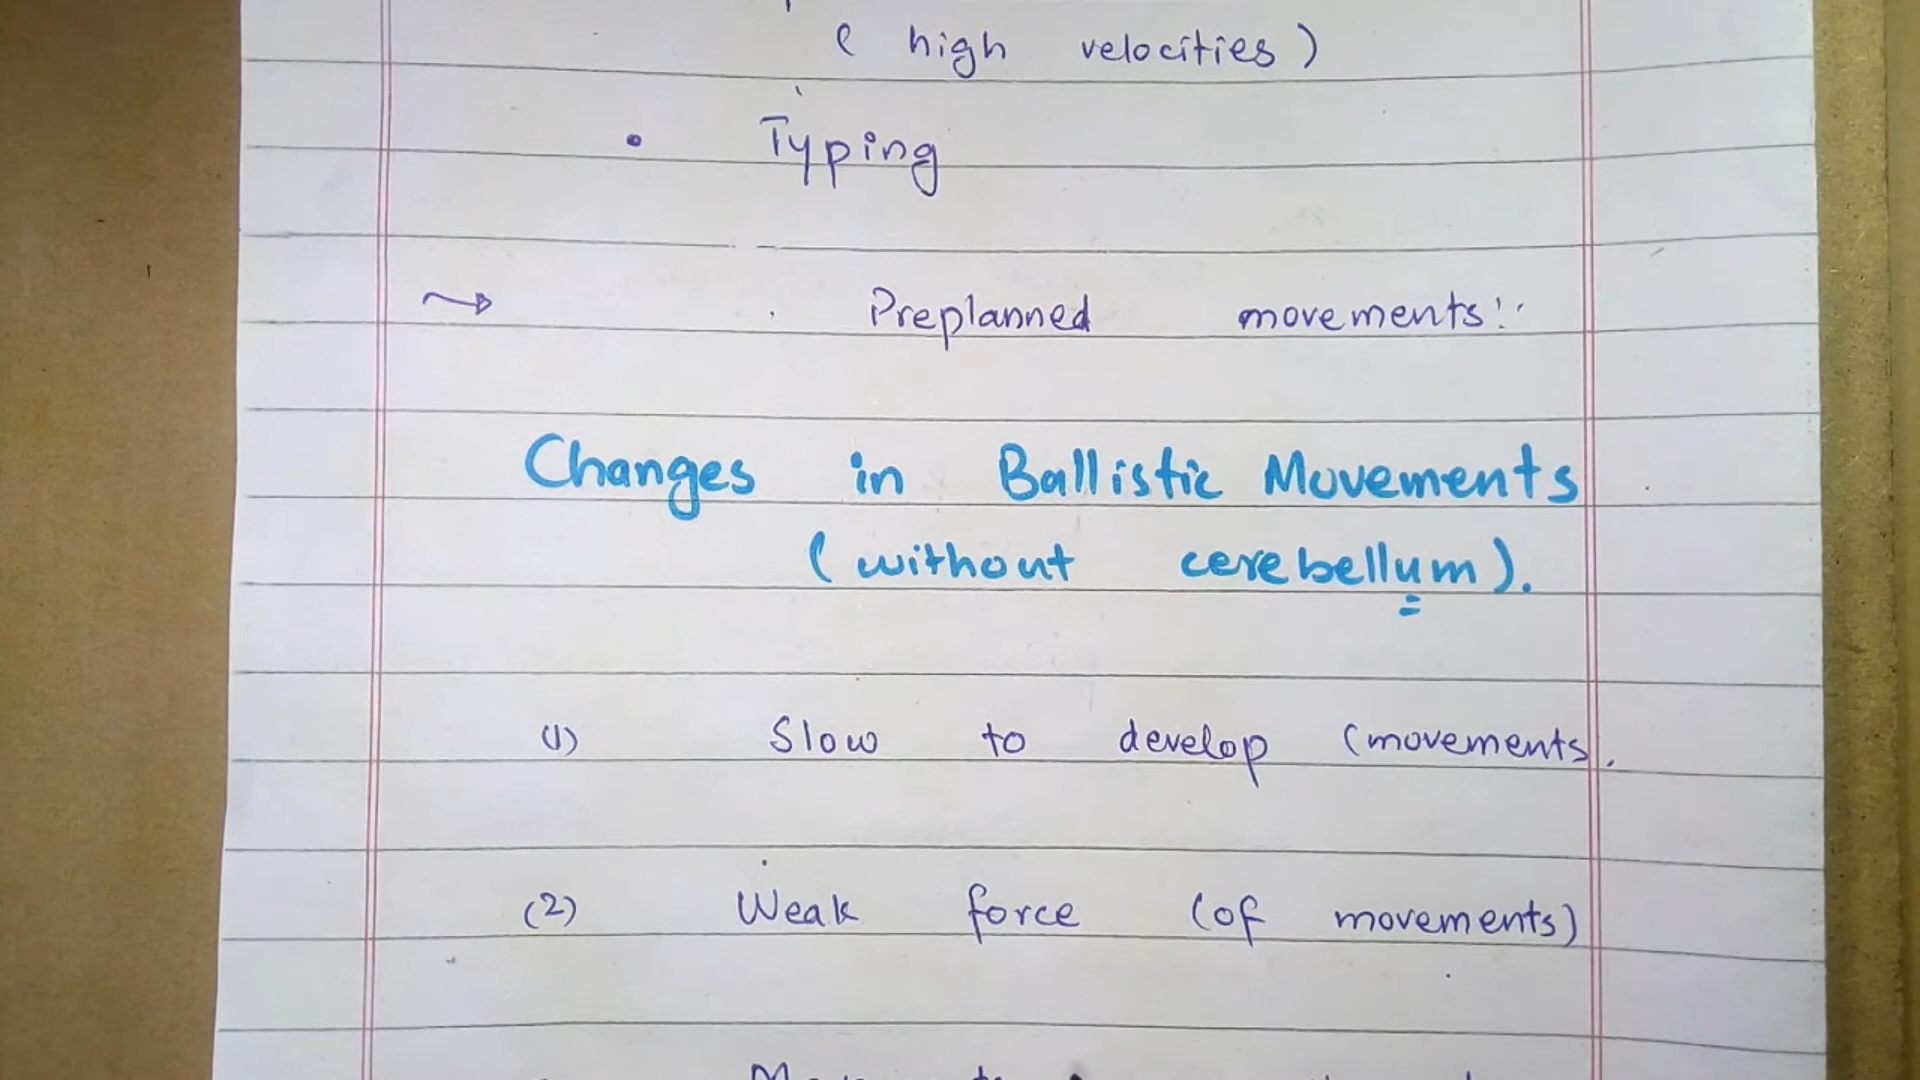 ( high velocities )
• Typing
→ Preplanned movements:
Changes in Ballistic Movements
(without cerebellum).
(1) Slow to develop (movements.
(2) Weak force (of movements)